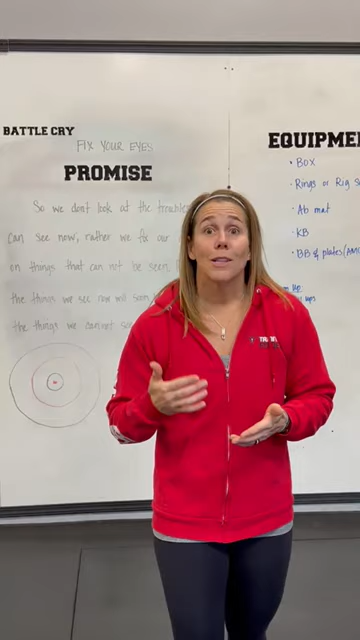 BATTLE CRY
FIX YOUR EYES
PROMISE
So we don't look at the troubles
can see now, rather we fix our
on things that can not be seen.
the things we see now will soon
the things we cannot see
EQUIPME
• BOX
• Rings or Rig S
• Ab mat
• KB
• BB & plates